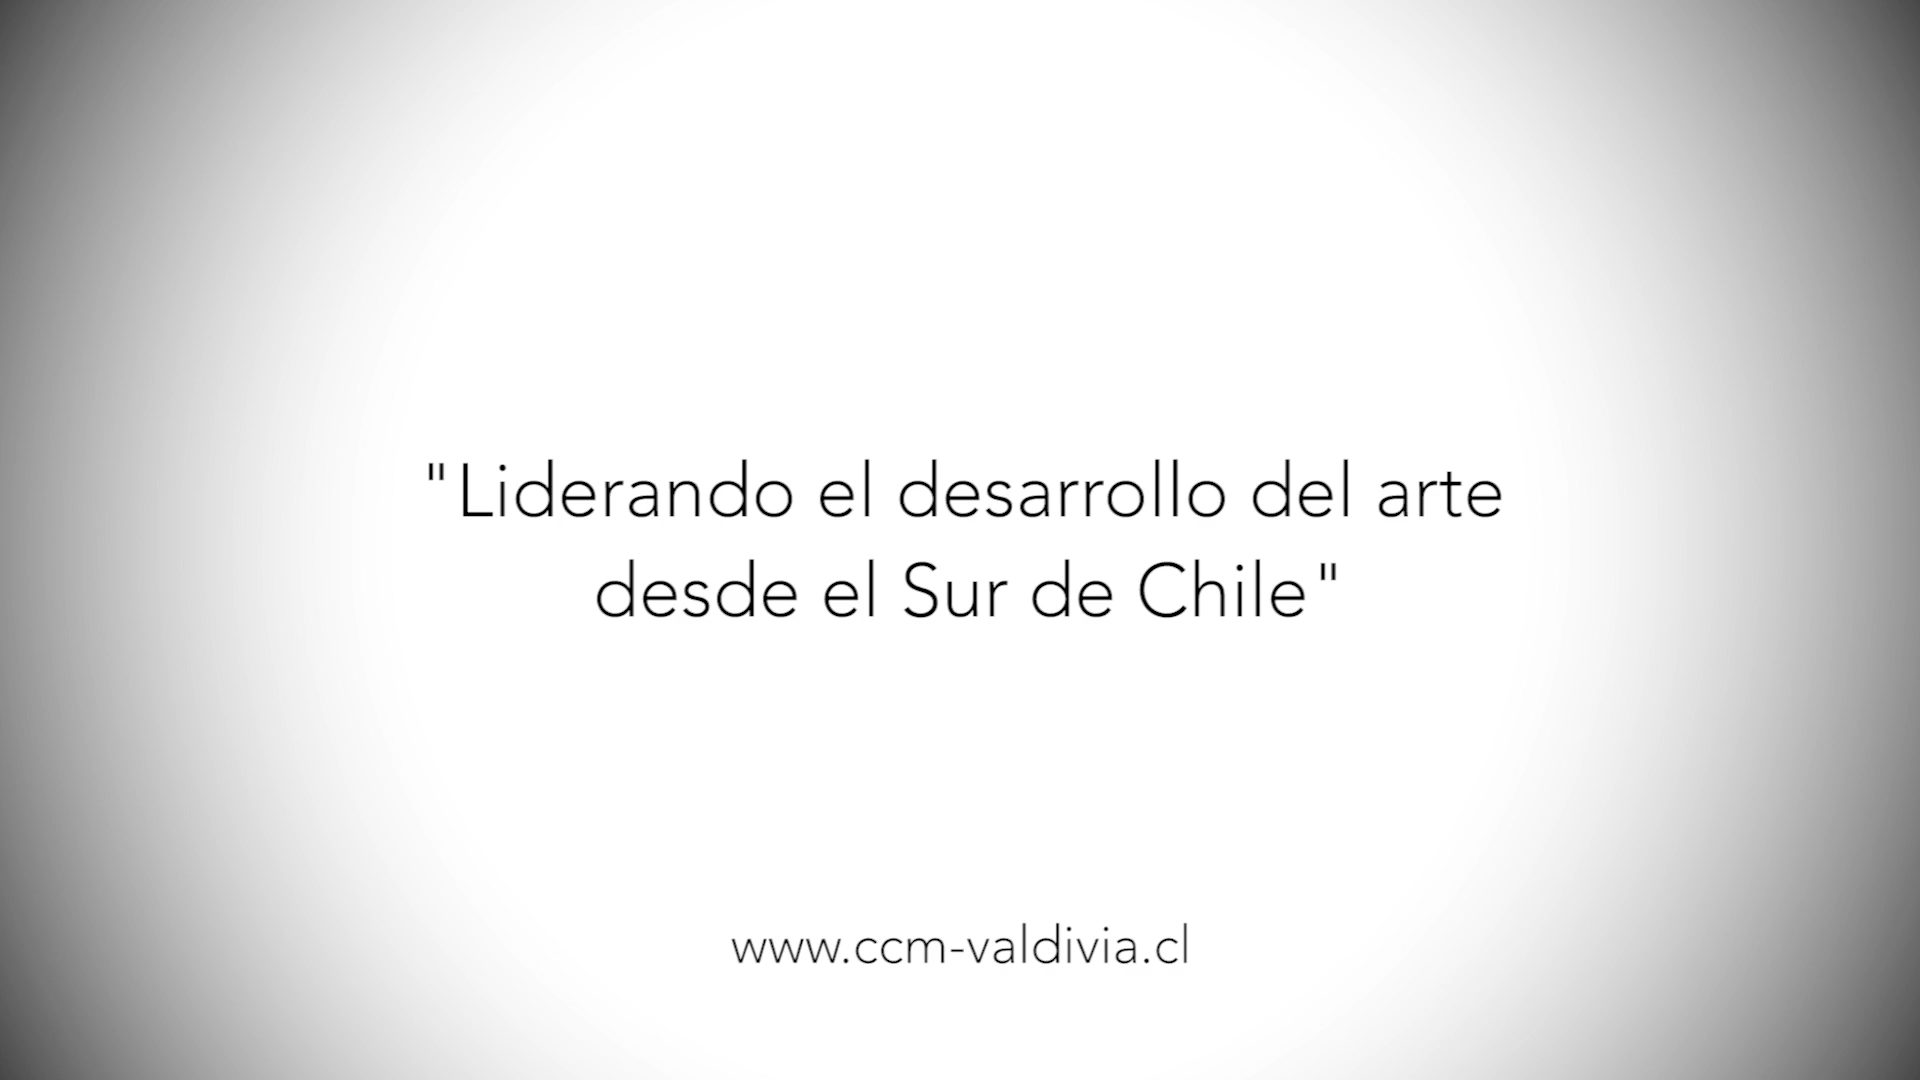 "Liderando el desarrollo del arte
desde el Sur de Chile"
www.ccm-valdivia.cl